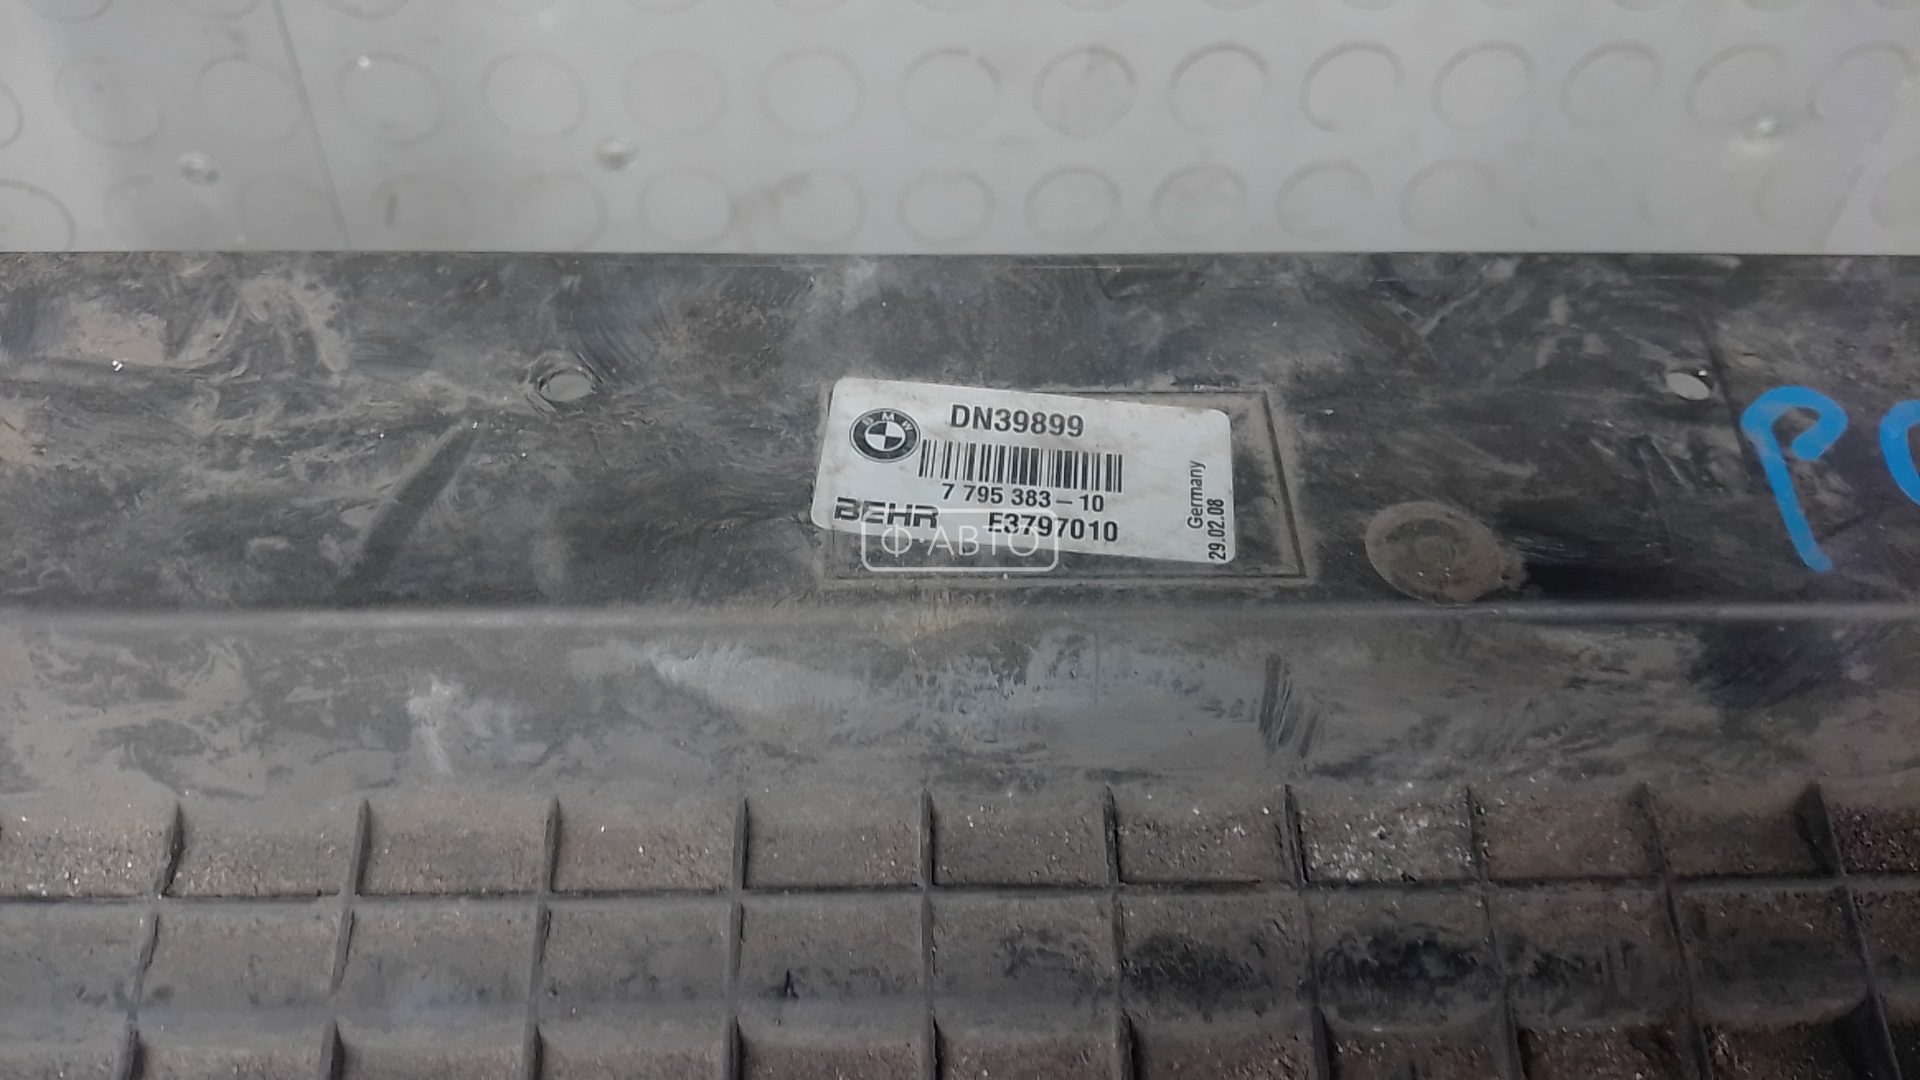 BMW
DN39899
7 795 383-10
BEHR E3797010
Germany
29.02.08
Ф АВТО